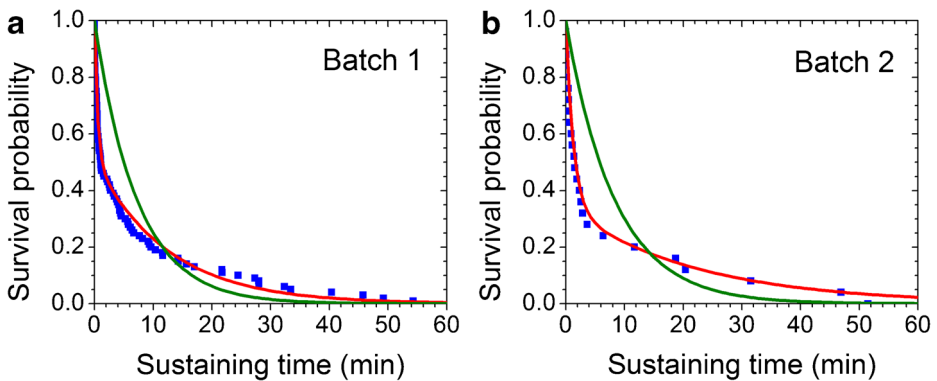 a
Batch 1
Survival probability
1.0
0.8
0.6
0.4
0.2
0.0
0 10 20 30 40 50 60
Sustaining time (min)
b
Batch 2
Survival probability
1.0
0.8
0.6
0.4
0.2
0.0
0 10 20 30 40 50 60
Sustaining time (min)